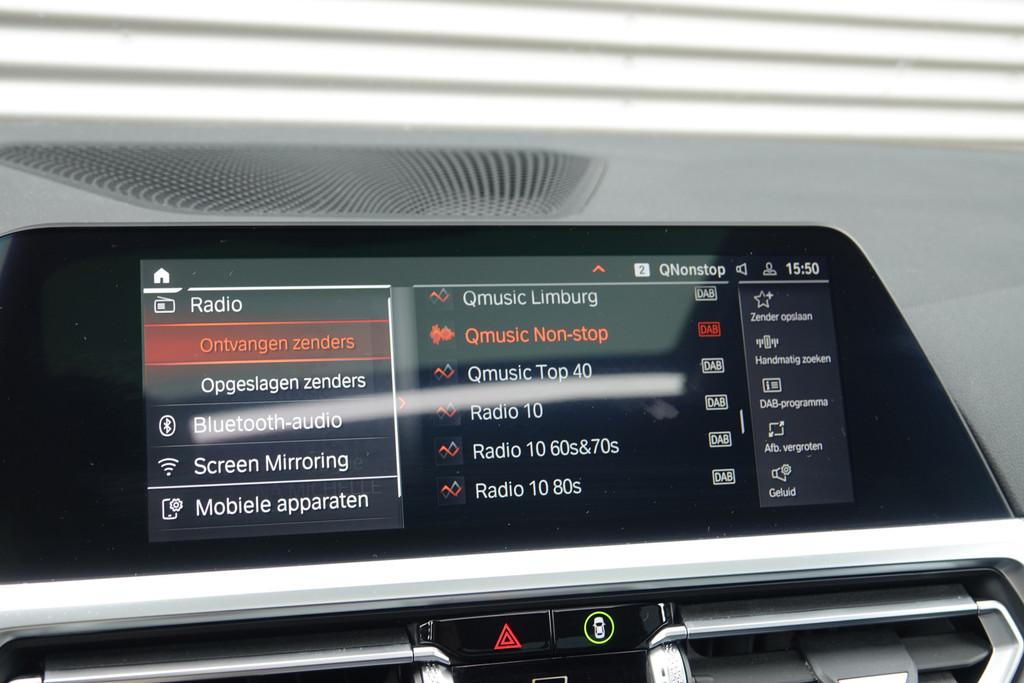 2 QNonstop 15:50
Radio
Ontvangen zenders
Opgeslagen zenders
Bluetooth-audio
Screen Mirroring
Mobiele apparaten
Qmusic Limburg DAB
Qmusic Non-stop DAB
Qmusic Top 40 DAB
Radio 10 DAB
Radio 10 60s&70s DAB
Radio 10 80s DAB
Zender opslaan
Handmatig zoeken
DAB-programma
Afb. vergroten
Geluid